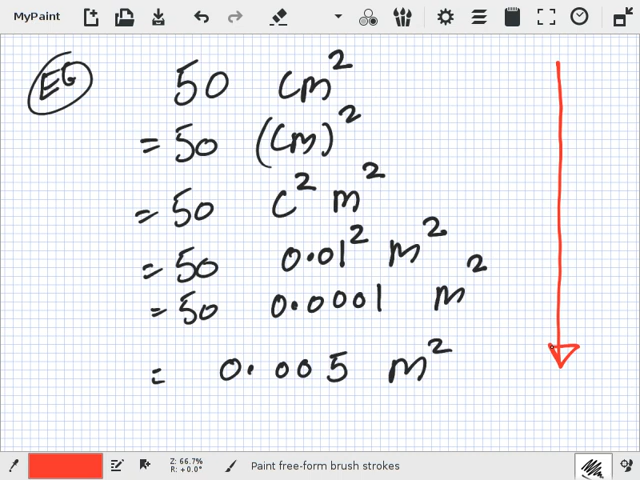 MyPaint
EG 50 cm²
= 50 (cm)²
= 50 c² m²
= 50 0.01² m²
= 50 0.0001 m²
= 0.005 m²
Z: 66.7%
R: +0.0°
Paint free-form brush strokes